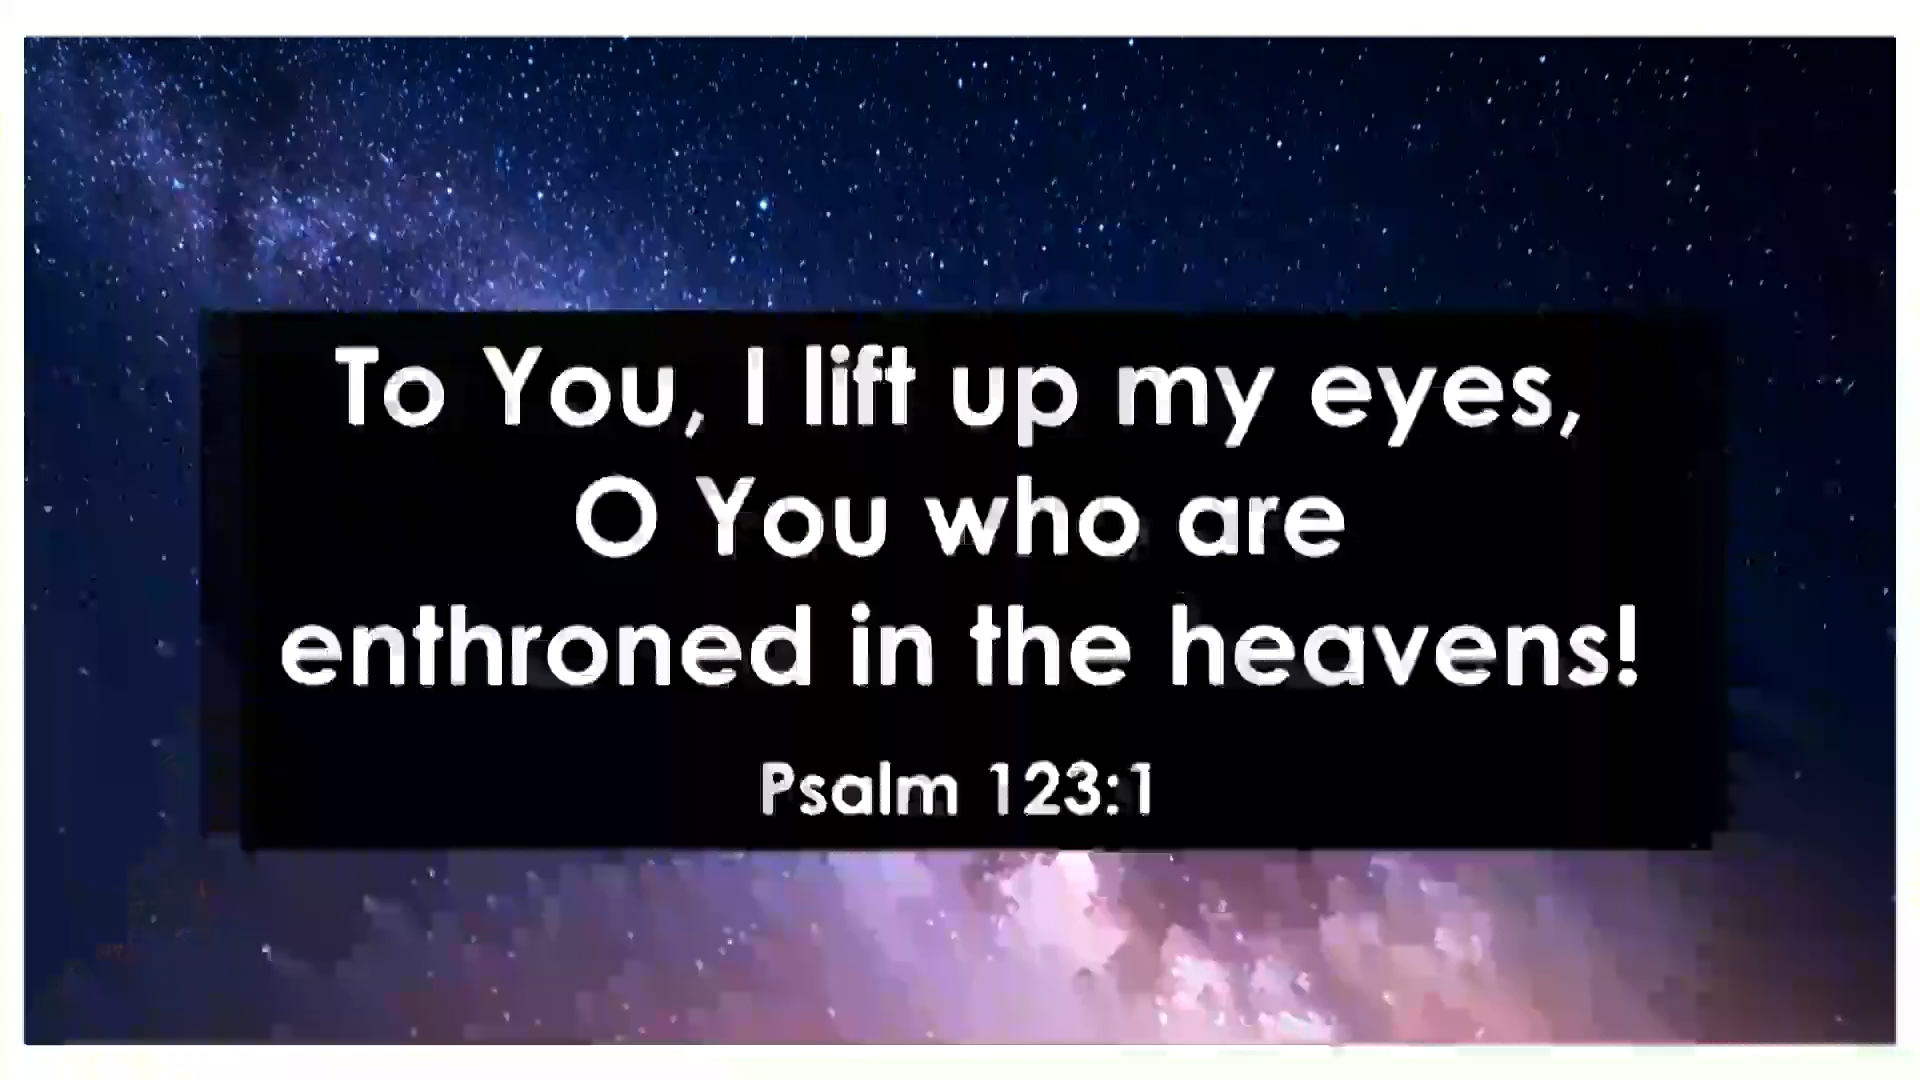 To You, I lift up my eyes,
O You who are
enthroned in the heavens!
Psalm 123:1